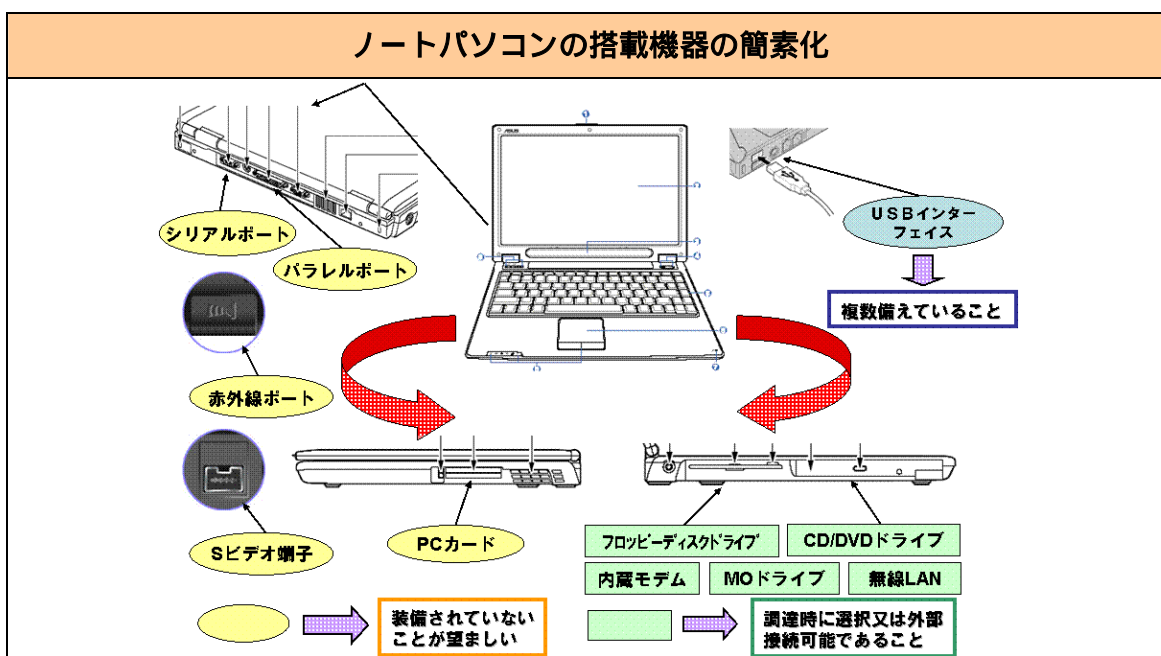 ノートパソコンの搭載機器の簡素化
ASUS
シリアルポート
パラレルポート
USBインター
フェイス
複数備えていること
赤外線ポート
Sビデオ端子
PCカード
フロッピーディスクドライブ
CD/DVDドライブ
内蔵モデム
MOドライブ
無線LAN
装備されていない
ことが望ましい
調達時に選択又は外部
接続可能であること